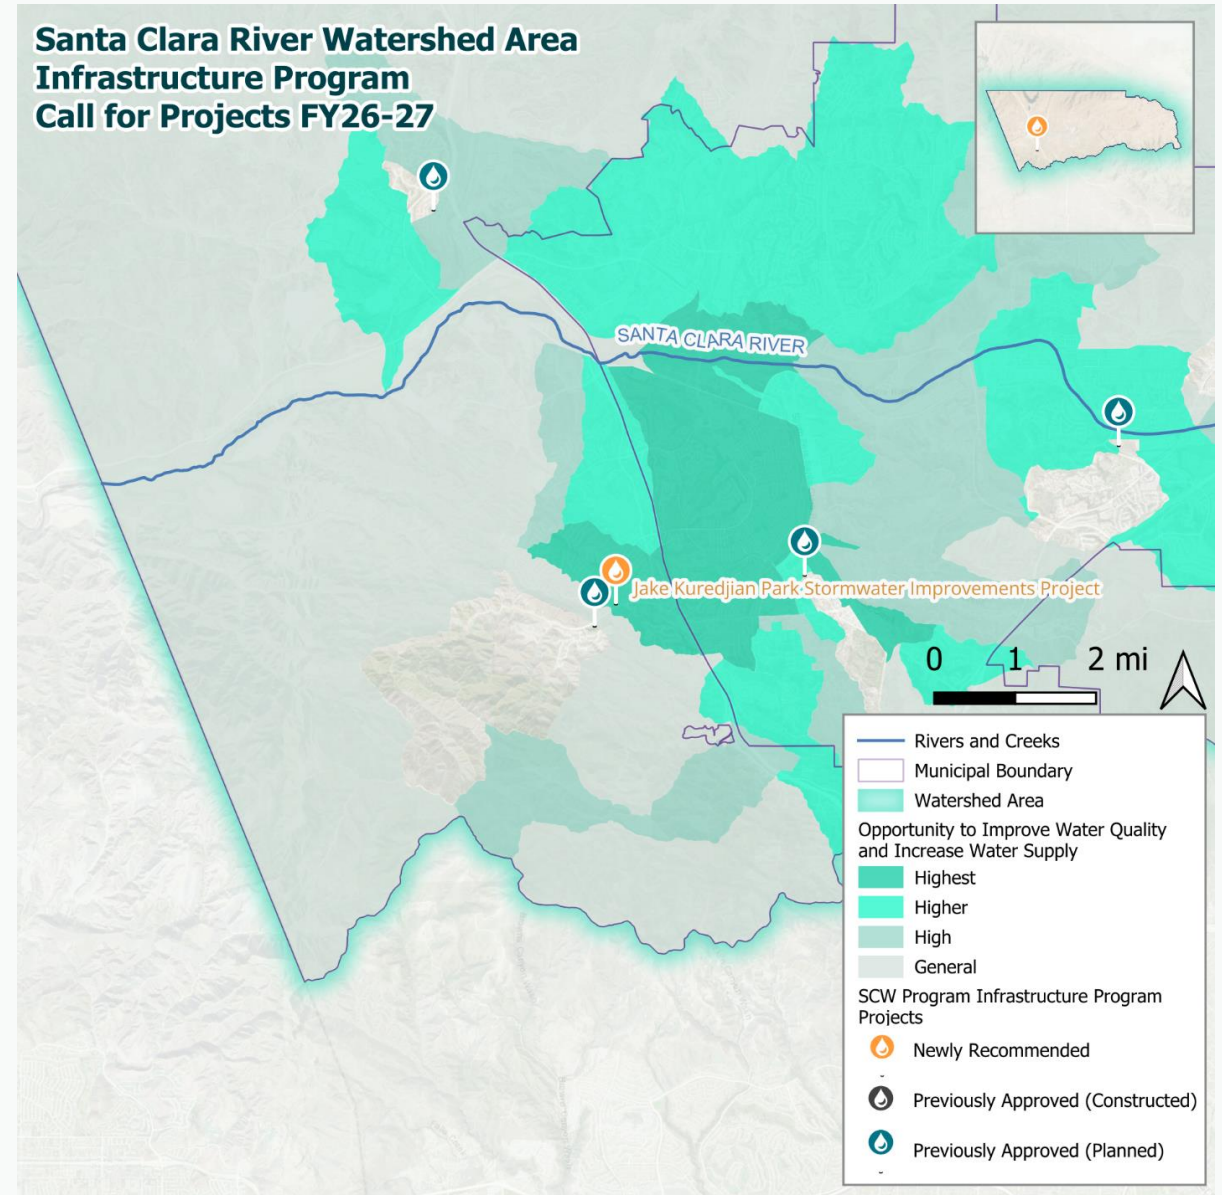 Santa Clara River Watershed Area
Infrastructure Program
Call for Projects FY26-27
SANTA CLARA RIVER
Jake Kuredjian Park Stormwater Improvements Project
0 1 2 mi
Rivers and Creeks
Municipal Boundary
Watershed Area
Opportunity to Improve Water Quality
and Increase Water Supply
Highest
Higher
High
General
SCW Program Infrastructure Program
Projects
Newly Recommended
Previously Approved (Constructed)
Previously Approved (Planned)